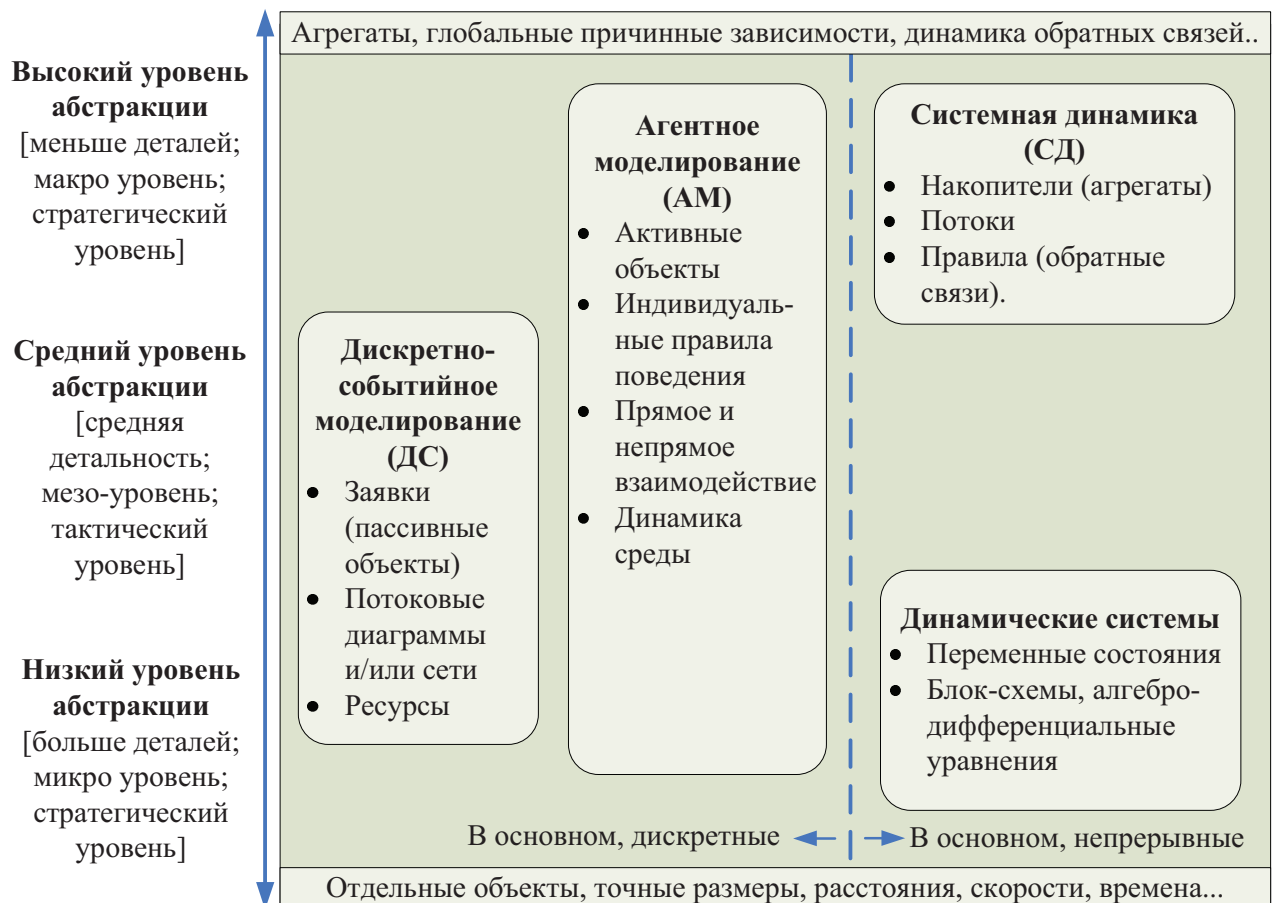 Агрегаты, глобальные причинные зависимости, динамика обратных связей..
Высокий уровень
абстракции
[меньше деталей;
макро уровень;
стратегический
уровень]
Средний уровень
абстракции
[средняя
детальность;
мезо-уровень;
тактический
уровень]
Низкий уровень
абстракции
[больше деталей;
микро уровень;
стратегический
уровень]
Дискретно-
событийное
моделирование
(ДС)
• Заявки
(пассивные
объекты)
• Потоковые
диаграммы
и/или сети
• Ресурсы
Агентное
моделирование
(АМ)
• Активные
объекты
• Индивидуаль-
ные правила
поведения
• Прямое и
непрямое
взаимодействие
• Динамика
среды
Системная динамика
(СД)
• Накопители (агрегаты)
• Потоки
• Правила (обратные
связи).
Динамические системы
• Переменные состояния
• Блок-схемы, алгебро-
дифференциальные
уравнения
В основном, дискретные
В основном, непрерывные
Отдельные объекты, точные размеры, расстояния, скорости, времена...